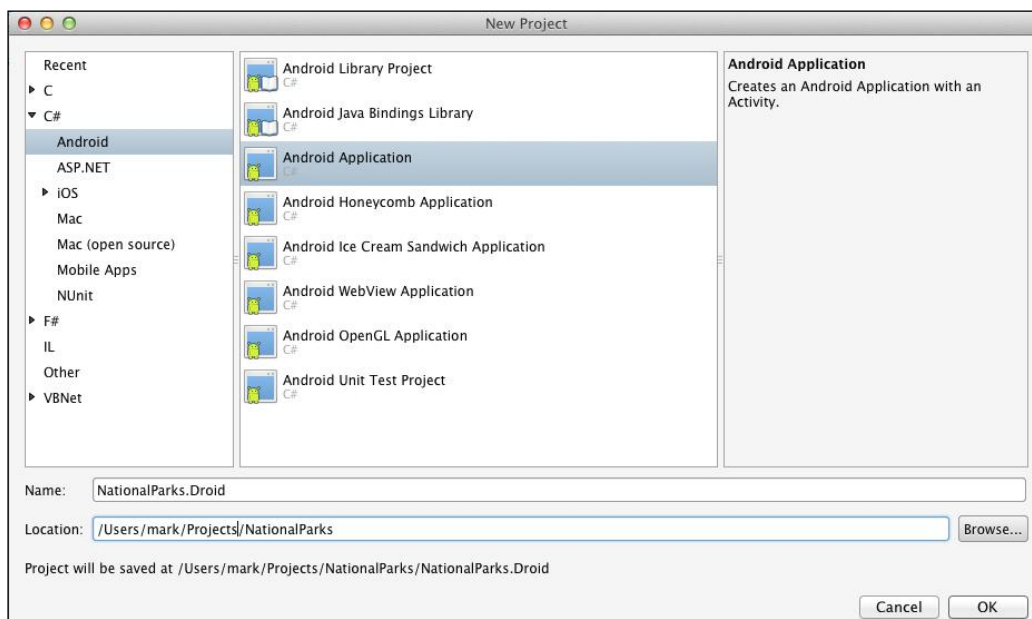 New Project
Recent
C
C#
Android
ASP.NET
iOS
Mac
Mac (open source)
Mobile Apps
NUnit
F#
IL
Other
VBNet
Android Library Project
C#
Android Java Bindings Library
C#
Android Application
C#
Android Honeycomb Application
C#
Android Ice Cream Sandwich Application
C#
Android WebView Application
C#
Android OpenGL Application
C#
Android Unit Test Project
C#
Android Application
Creates an Android Application with an
Activity.
Name: NationalParks.Droid
Location: /Users/mark/Projects/NationalParks Browse...
Project will be saved at /Users/mark/Projects/NationalParks/NationalParks.Droid
Cancel OK